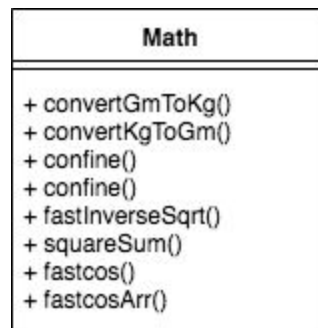 Math
+ convertGmToKg()
+ convertKgToGm()
+ confine()
+ confine()
+ fastInverseSqrt()
+ squareSum()
+ fastcos()
+ fastcosArr()